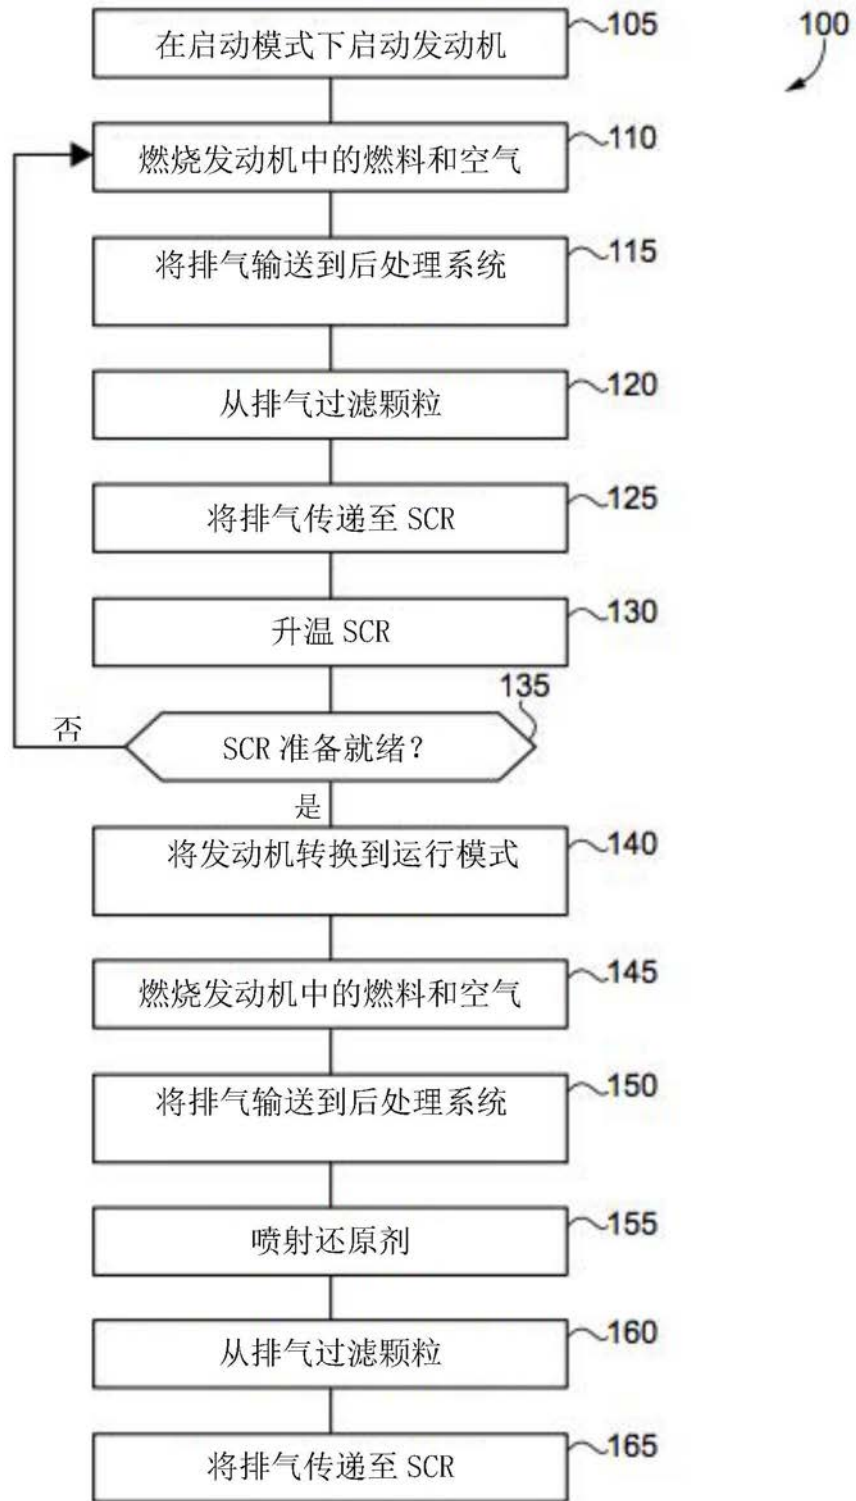 在启动模式下启动发动机
105
100
燃烧发动机中的燃料和空气
110
将排气输送到后处理系统
115
从排气过滤颗粒
120
将排气传递至 SCR
125
升温 SCR
130
135
否
SCR 准备就绪？
是
将发动机转换到运行模式
140
燃烧发动机中的燃料和空气
145
将排气输送到后处理系统
150
喷射还原剂
155
从排气过滤颗粒
160
将排气传递至 SCR
165